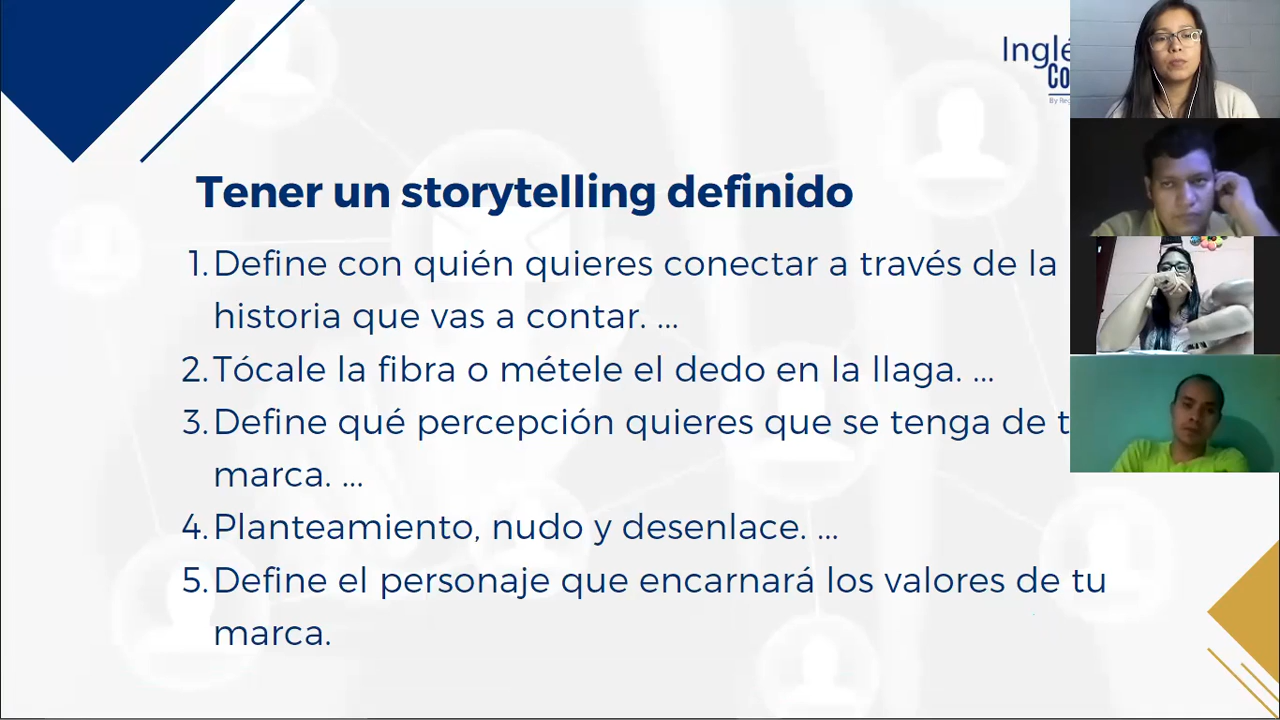 Tener un storytelling definido
1. Define con quién quieres conectar a través de la
historia que vas a contar. ...
2. Tócale la fibra o métele el dedo en la llaga. ...
3. Define qué percepción quieres que se tenga de t
marca. ...
4. Planteamiento, nudo y desenlace. ...
5. Define el personaje que encarnará los valores de tu
marca.